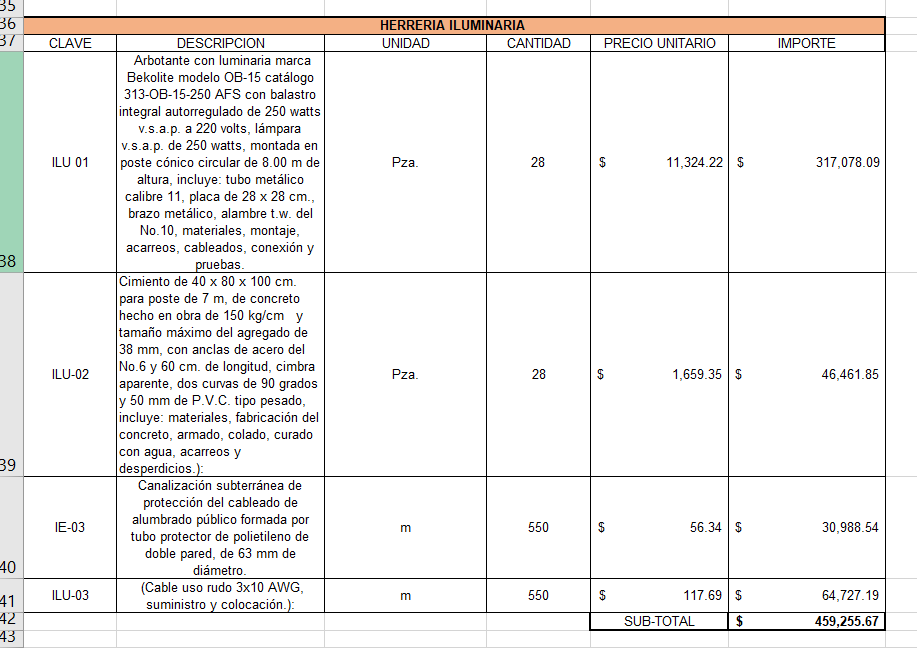 35
36 HERRERIA ILUMINARIA
37 CLAVE DESCRIPCION UNIDAD CANTIDAD PRECIO UNITARIO IMPORTE
Arbotante con luminaria marca
Bekolite modelo OB-15 catálogo
313-OB-15-250 AFS con balastro
integral autorregulado de 250 watts
v.s.a.p. a 220 volts, lámpara
v.s.a.p. de 250 watts, montada en
ILU 01 poste cónico circular de 8.00 m de Pza. 28 $ 11,324.22 $ 317,078.09
altura, incluye: tubo metálico
calibre 11, placa de 28 x 28 cm.,
brazo metálico, alambre t.w. del
No.10, materiales, montaje,
acarreos, cableados, conexión y
38 pruebas.
Cimiento de 40 x 80 x 100 cm.
para poste de 7 m, de concreto
hecho en obra de 150 kg/cm y
tamaño máximo del agregado de
38 mm, con anclas de acero del
ILU-02 No.6 y 60 cm. de longitud, cimbra Pza. 28 $ 1,659.35 $ 46,461.85
aparente, dos curvas de 90 grados
y 50 mm de P.V.C. tipo pesado,
incluye: materiales, fabricación del
concreto, armado, colado, curado
con agua, acarreos y
39 desperdicios.):
Canalización subterránea de
protección del cableado de
alumbrado público formada por
IE-03 tubo protector de polietileno de m 550 $ 56.34 $ 30,988.54
doble pared, de 63 mm de
40 diámetro.
ILU-03 (Cable uso rudo 3x10 AWG, m 550 $ 117.69 $ 64,727.19
41 suministro y colocación.):
42 SUB-TOTAL $ 459,255.67
43